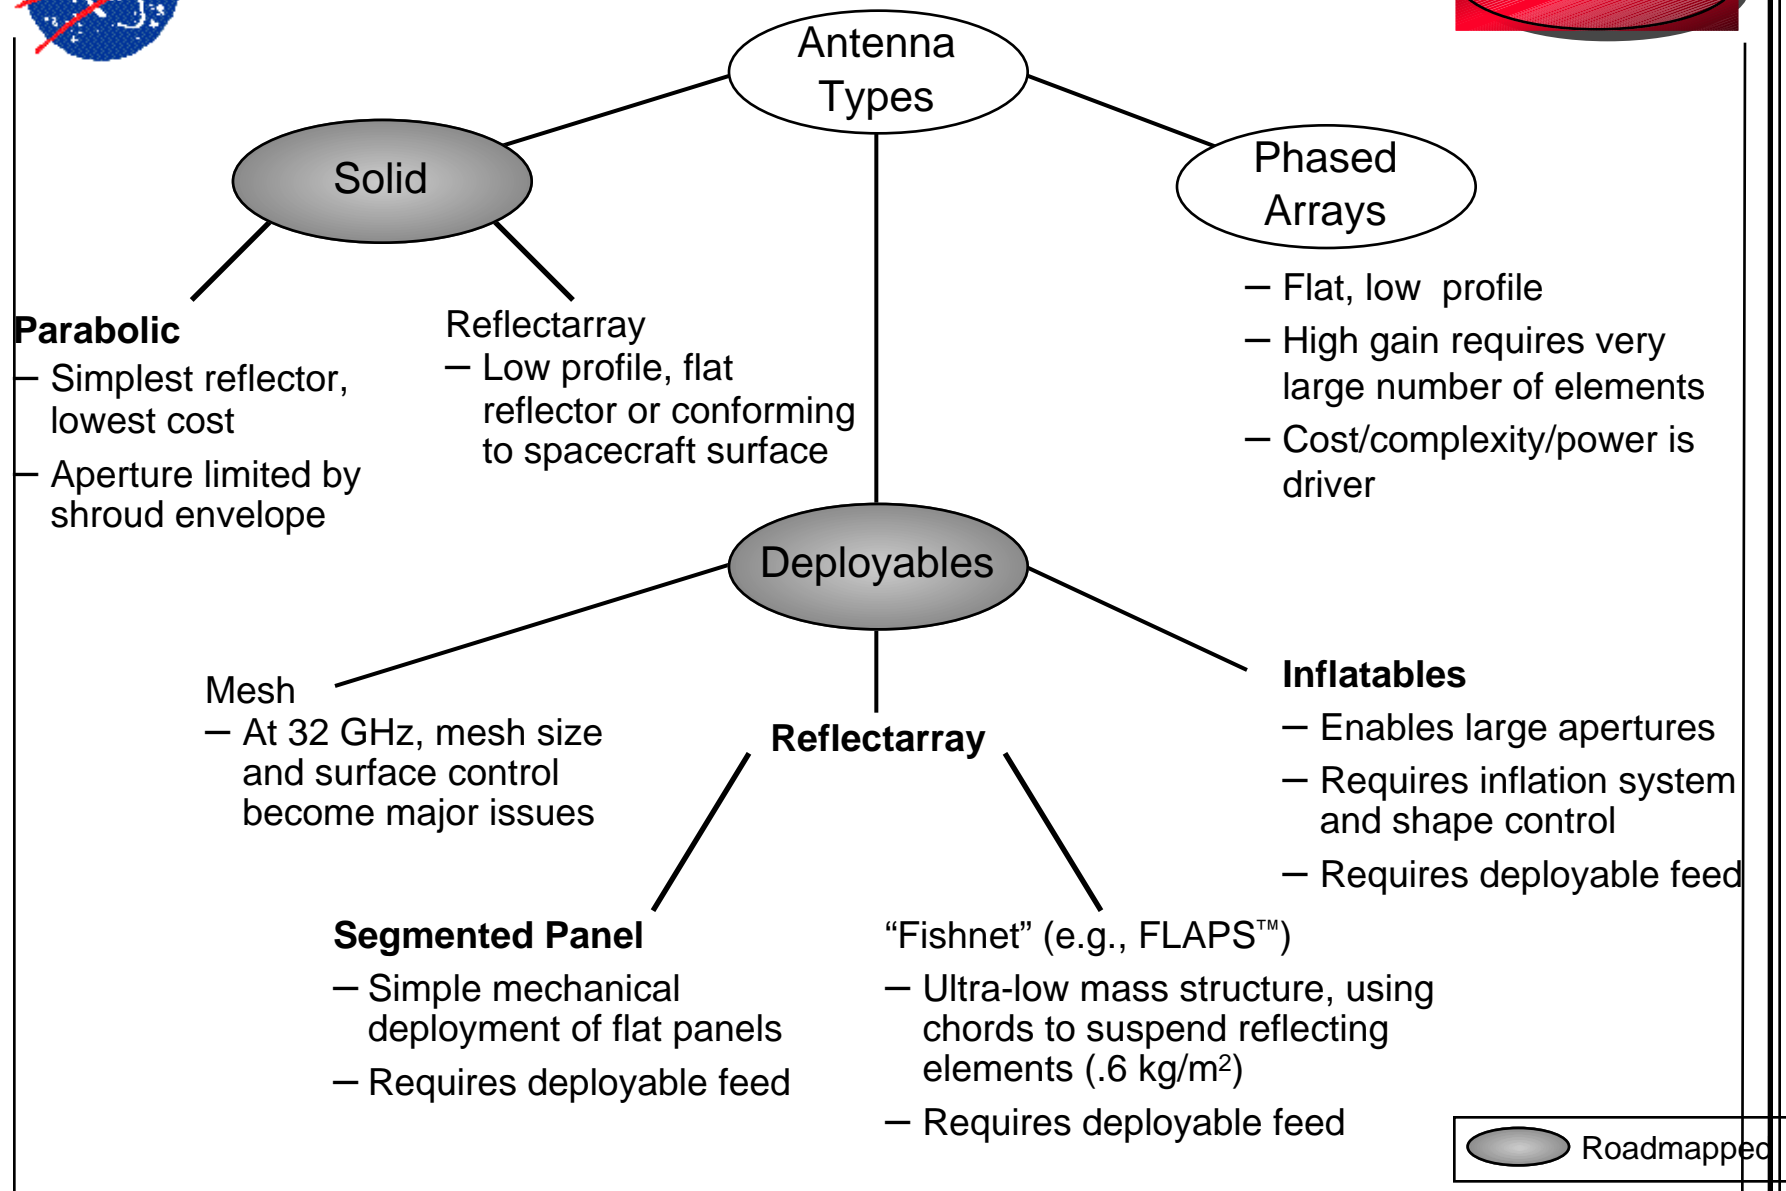 Antenna
Types
Solid
Phased
Arrays
Parabolic
– Simplest reflector,
lowest cost
– Aperture limited by
shroud envelope
Reflectarray
– Low profile, flat
reflector or conforming
to spacecraft surface
– Flat, low profile
– High gain requires very
large number of elements
– Cost/complexity/power is
driver
Deployables
Mesh
– At 32 GHz, mesh size
and surface control
become major issues
Reflectarray
Inflatables
– Enables large apertures
– Requires inflation system
and shape control
– Requires deployable feed
Segmented Panel
– Simple mechanical
deployment of flat panels
– Requires deployable feed
“Fishnet” (e.g., FLAPS™)
– Ultra-low mass structure, using
chords to suspend reflecting
elements (.6 kg/m²)
– Requires deployable feed
Roadmapped